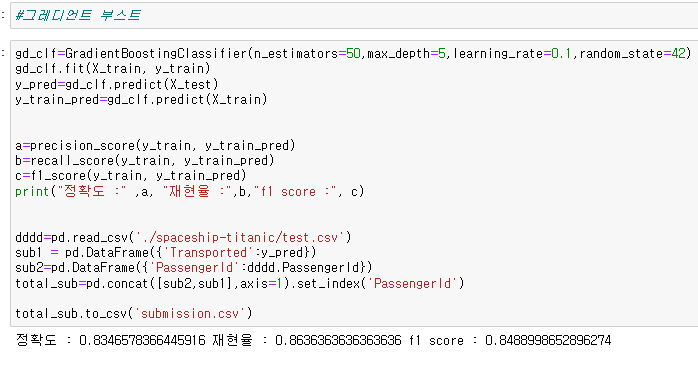 #그레디언트 부스트
gd_clf=GradientBoostingClassifier(n_estimators=50,max_depth=5,learning_rate=0.1,random_state=42)
gd_clf.fit(X_train, y_train)
y_pred=gd_clf.predict(X_test)
y_train_pred=gd_clf.predict(X_train)
a=precision_score(y_train, y_train_pred)
b=recall_score(y_train, y_train_pred)
c=f1_score(y_train, y_train_pred)
print("정확도 :" ,a, "재현율 :",b,"f1 score :", c)
dddd=pd.read_csv('./spaceship-titanic/test.csv')
sub1 = pd.DataFrame({'Transported':y_pred})
sub2=pd.DataFrame({'PassengerId':dddd.PassengerId})
total_sub=pd.concat([sub2,sub1],axis=1).set_index('PassengerId')
total_sub.to_csv('submission.csv')
정확도 : 0.8346578366445916 재현율 : 0.8636363636363636 f1 score : 0.8488998652896274